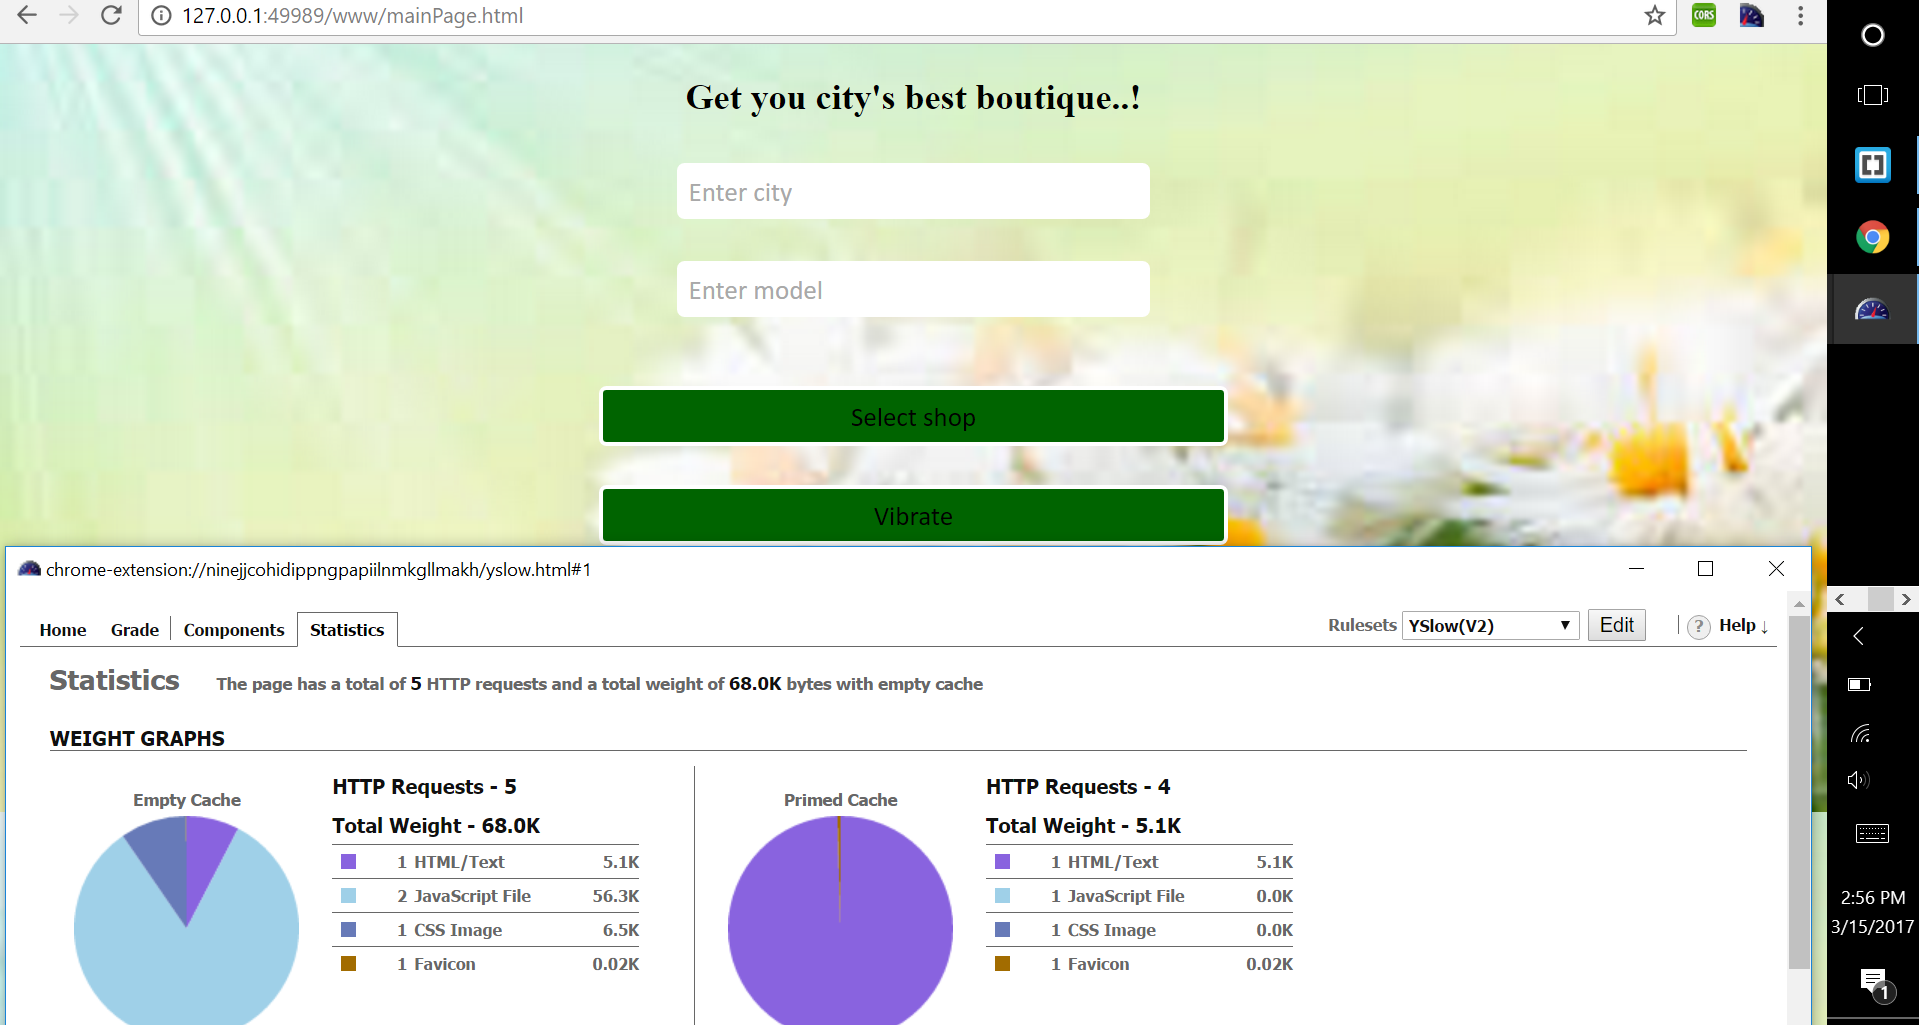 127.0.0.1:49989/www/mainPage.html
CORS
Get you city's best boutique..!
Enter city
Enter model
Select shop
Vibrate
chrome-extension://ninejjcohidippngpapiilnmkgllmakh/yslow.html#1
Home Grade Components Statistics Rulesets YSlow(V2) Edit ? Help ↓
Statistics The page has a total of 5 HTTP requests and a total weight of 68.0K bytes with empty cache
WEIGHT GRAPHS
Empty Cache
HTTP Requests - 5
Total Weight - 68.0K
1 HTML/Text 5.1K
2 JavaScript File 56.3K
1 CSS Image 6.5K
1 Favicon 0.02K
Primed Cache
HTTP Requests - 4
Total Weight - 5.1K
1 HTML/Text 5.1K
1 JavaScript File 0.0K
1 CSS Image 0.0K
1 Favicon 0.02K
2:56 PM
3/15/2017
1